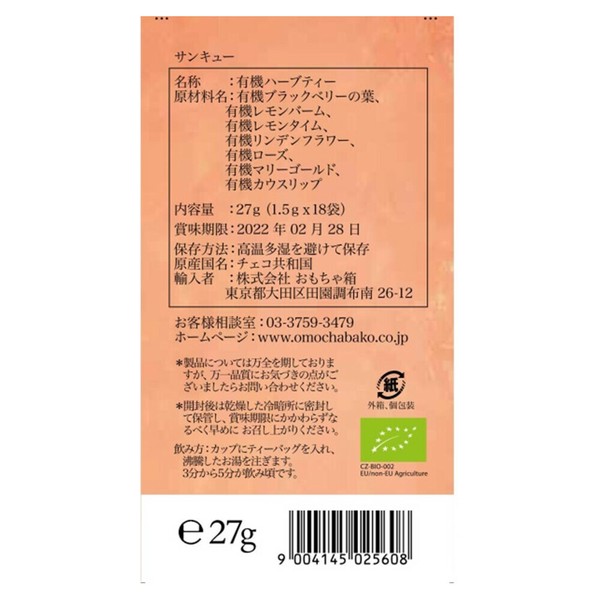 サンキュー
名称 ：有機ハーブティー
原材料名：有機ブラックベリーの葉、
有機レモンバーム、
有機レモンタイム、
有機リンデンフラワー、
有機ローズ、
有機マリーゴールド、
有機カウスリップ
内容量 ：27g（1.5g x18袋）
賞味期限：2022 年 02 月 28 日
保存方法：高温多湿を避けて保存
原産国名：チェコ共和国
輸入者 ：株式会社 おもちゃ箱
東京都大田区田園調布南 26-12
お客様相談室：03-3759-3479
ホームページ：www.omochabako.co.jp
＊製品については万全を期しておりま
すが、万一品質にお気づきの点がご
ざいましたらお問い合わせください。
＊開封後は乾燥した冷暗所に密封し
て保管し、賞味期限にかかわらずな
るべく早めに お召し上がりください。
飲み方：カップにティーバッグを入れ、
沸騰したお湯を注ぎます。
3分から5分が飲み頃です。
紙
外箱、個包装
CZ-BIO-002
EU/non-EU Agriculture
℮27g
9 004145 025608